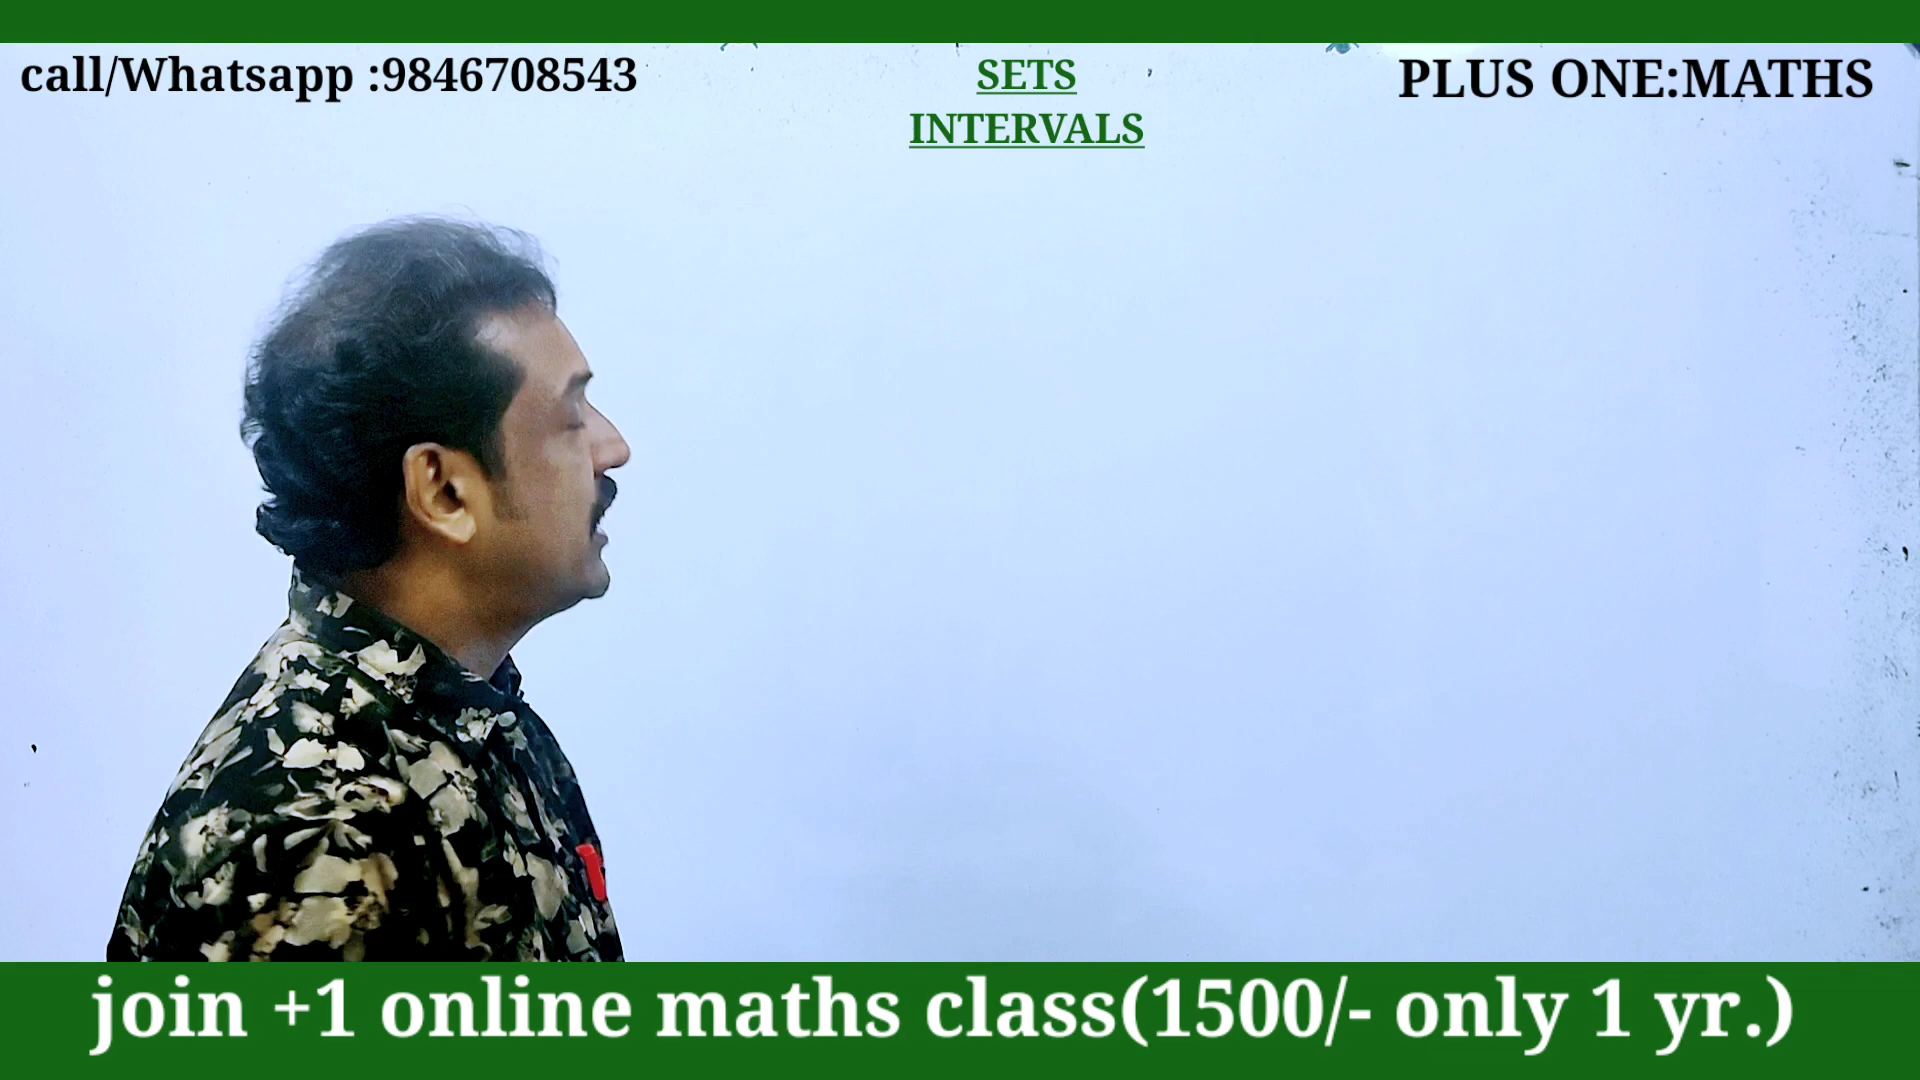 call/Whatsapp :9846708543
SETS
INTERVALS
PLUS ONE:MATHS
join +1 online maths class(1500/- only 1 yr.)